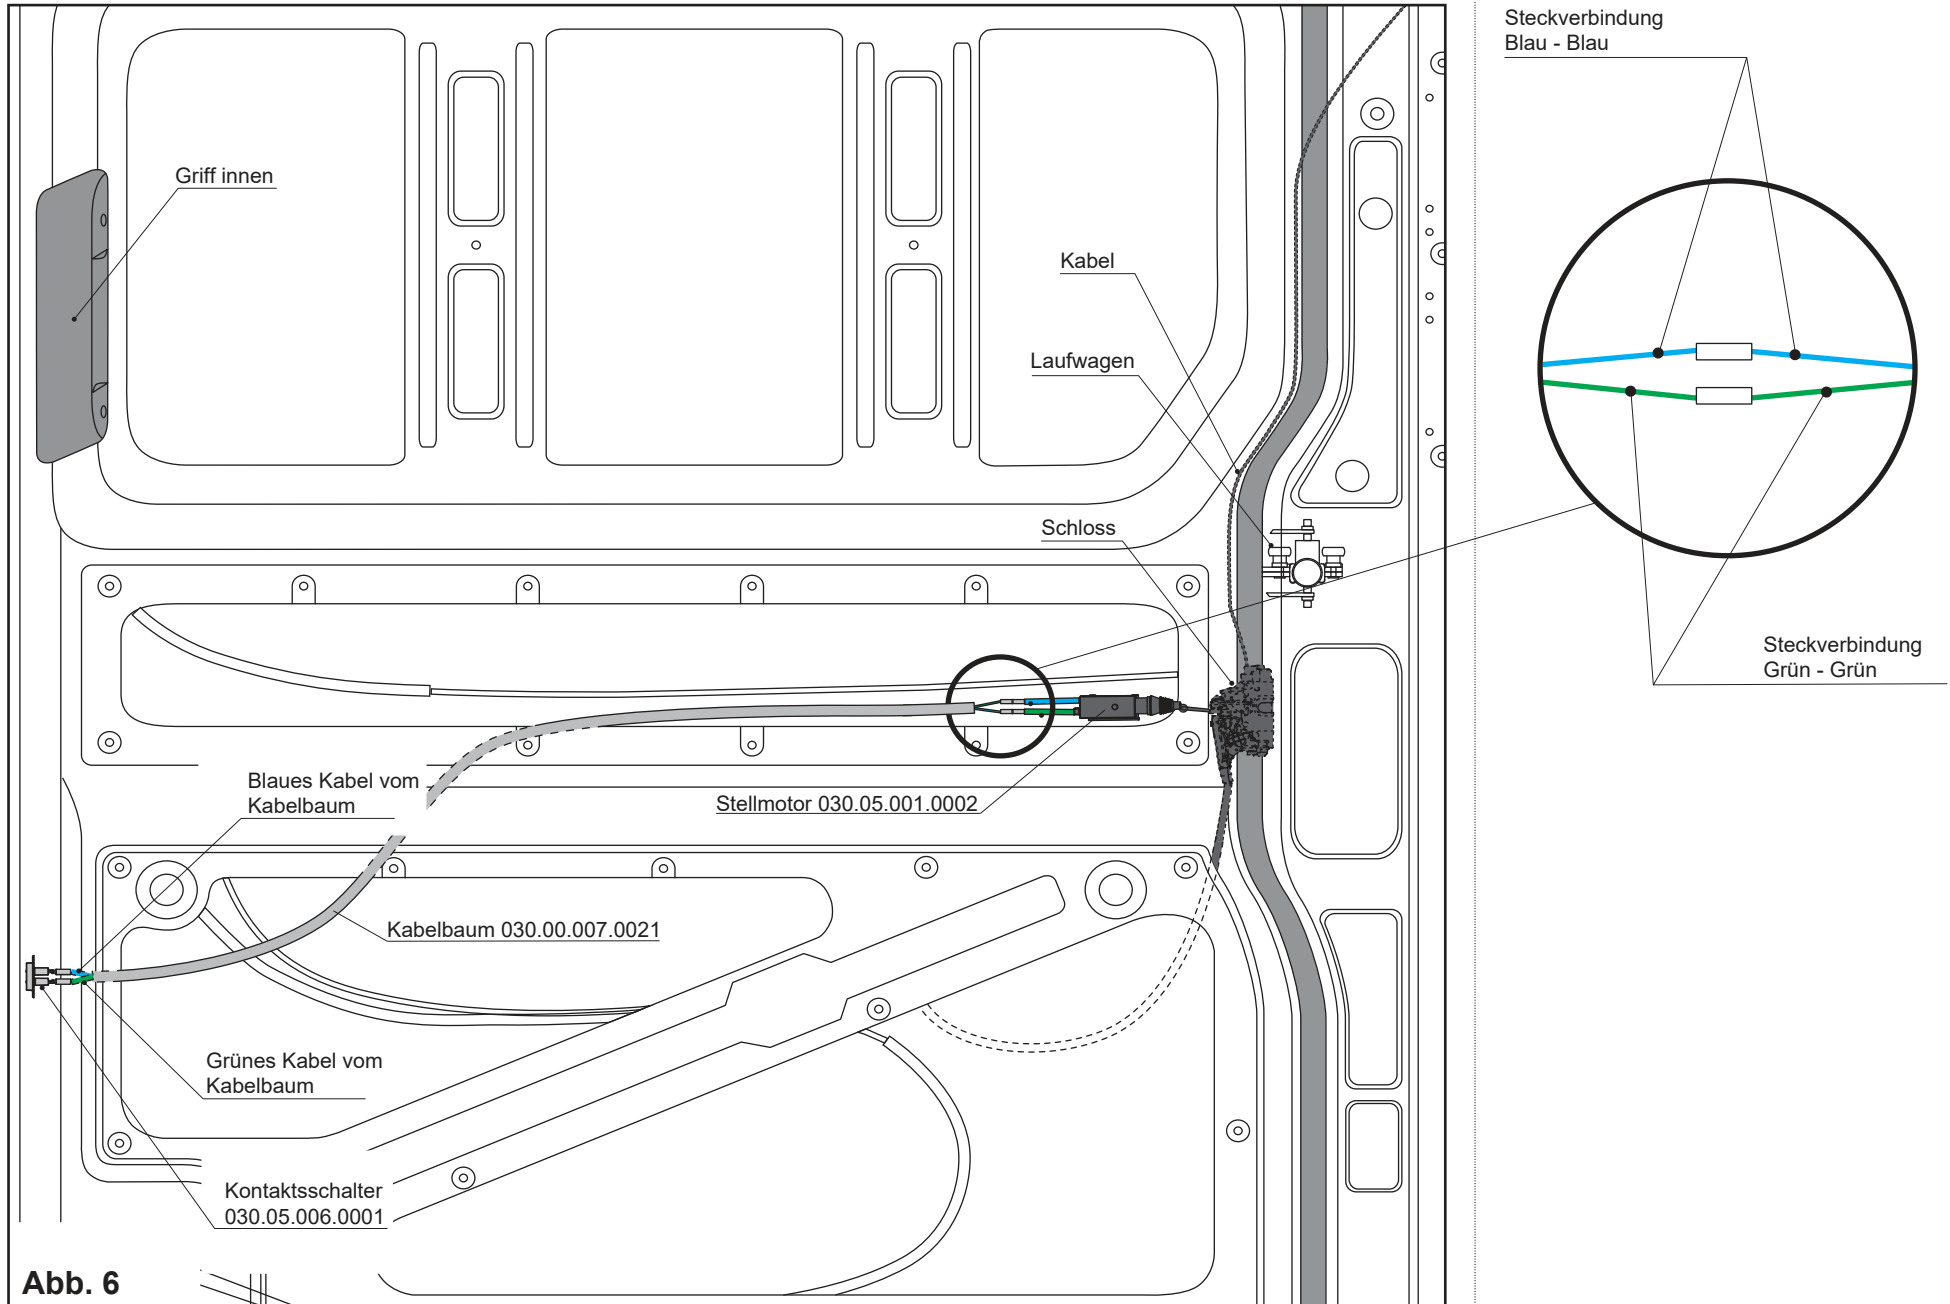 Steckverbindung
Blau - Blau
Griff innen
Kabel
Laufwagen
Schloss
Steckverbindung
Grün - Grün
Blaues Kabel vom
Kabelbaum
Stellmotor 030.05.001.0002
Kabelbaum 030.00.007.0021
Grünes Kabel vom
Kabelbaum
Kontaktsschalter
030.05.006.0001
Abb. 6